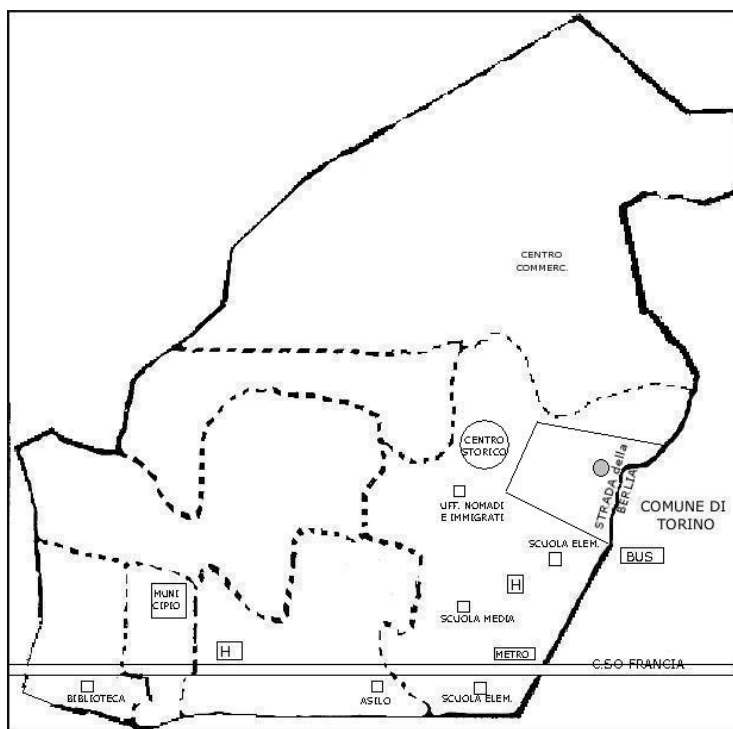 CENTRO
COMMERC.
CENTRO
STORICO
STRADA della
BERLIA
UFF. NOMADI
E IMMIGRATI
COMUNE DI
TORINO
SCUOLA ELEM.
BUS
H
MUNI
CIPIO
SCUOLA MEDIA
H
METRO
C.SO FRANCIA
BIBLIOTECA
ASILO
SCUOLA ELEM.